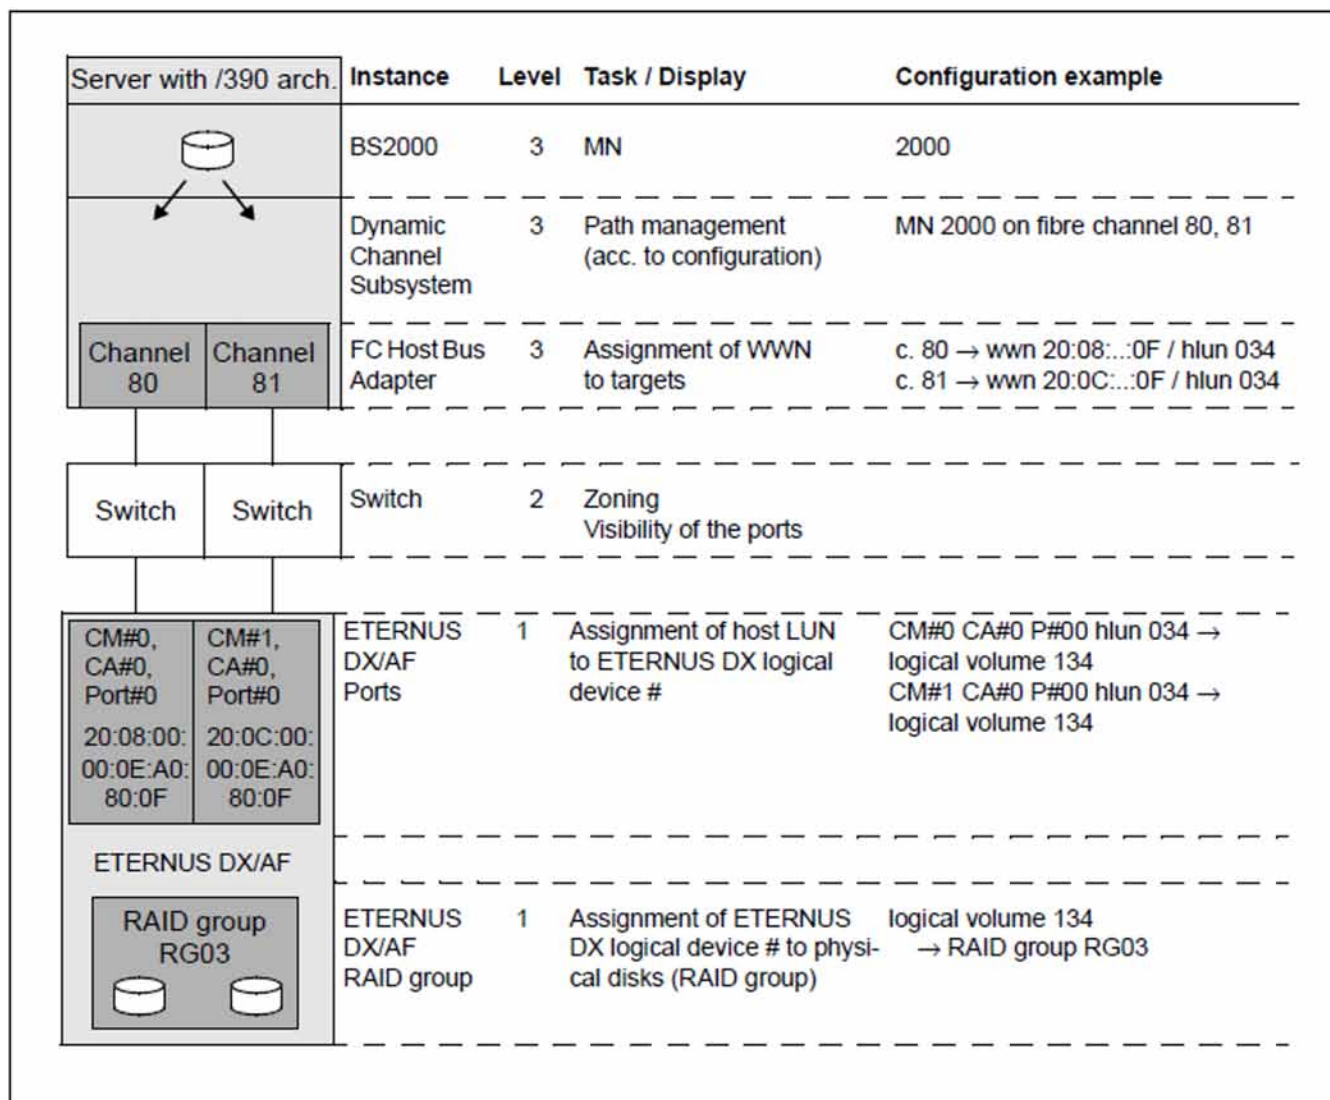 Server with /390 arch. Instance Level Task / Display Configuration example
BS2000 3 MN 2000
Dynamic 3 Path management MN 2000 on fibre channel 80, 81
Channel (acc. to configuration)
Subsystem
Channel Channel FC Host Bus 3 Assignment of WWN c. 80 → wwn 20:08:..:0F / hlun 034
80 81 Adapter to targets c. 81 → wwn 20:0C:..:0F / hlun 034
Switch Switch Switch 2 Zoning
Visibility of the ports
CM#0, CM#1, ETERNUS 1 Assignment of host LUN CM#0 CA#0 P#00 hlun 034 →
CA#0, CA#0, DX/AF to ETERNUS DX logical logical volume 134
Port#0 Port#0 Ports device # CM#1 CA#0 P#00 hlun 034 →
logical volume 134
20:08:00: 20:0C:00:
00:0E:A0: 00:0E:A0:
80:0F 80:0F
ETERNUS DX/AF
RAID group ETERNUS 1 Assignment of ETERNUS logical volume 134
RG03 DX/AF DX logical device # to physi- → RAID group RG03
RAID group cal disks (RAID group)